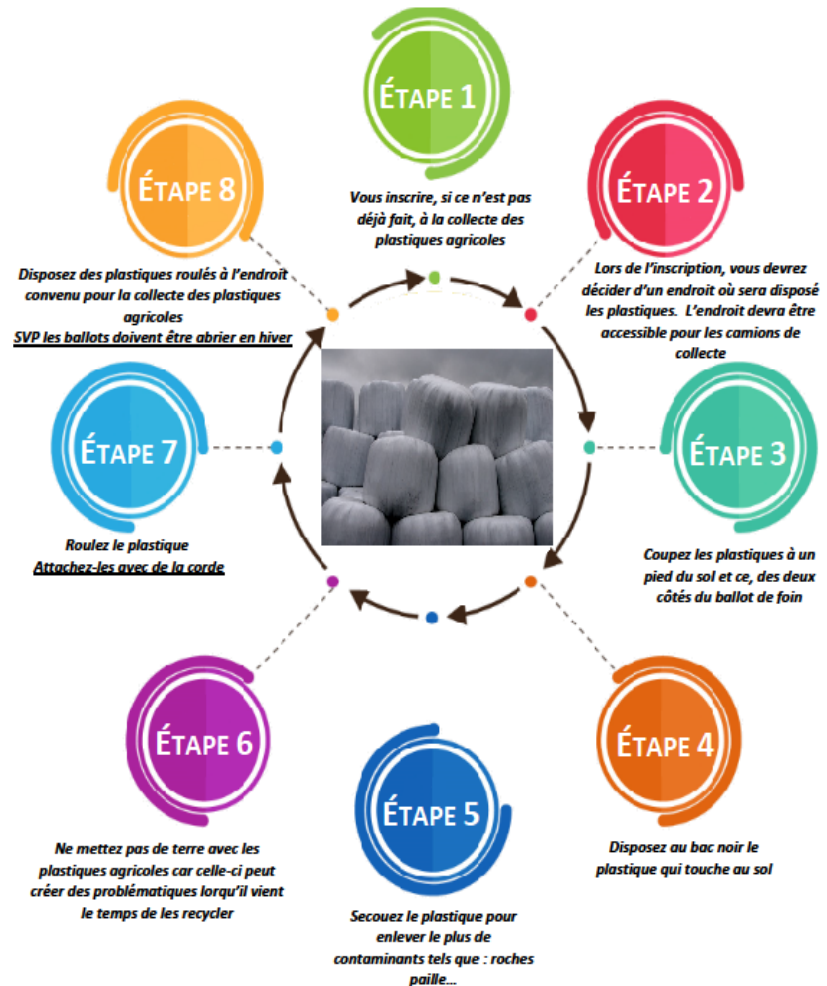 ÉTAPE 1
Vous inscrire, si ce n'est pas
déjà fait, à la collecte des
plastiques agricoles
ÉTAPE 2
Lors de l'inscription, vous devrez
décider d'un endroit où sera disposé
les plastiques. L'endroit devra être
accessible pour les camions de
collecte
ÉTAPE 3
Coupez les plastiques à un
pied du sol et ce, des deux
côtés du ballot de foin
ÉTAPE 4
Disposez au bac noir le
plastique qui touche au sol
ÉTAPE 5
Secouez le plastique pour
enlever le plus de
contaminants tels que : roches
paille...
ÉTAPE 6
Ne mettez pas de terre avec les
plastiques agricoles car celle-ci peut
créer des problématiques lorqu'il vient
le temps de les recycler
ÉTAPE 7
Roulez le plastique
Attachez-les avec de la corde
ÉTAPE 8
Disposez des plastiques roulés à l'endroit
convenu pour la collecte des plastiques
agricoles
SVP les ballots doivent être abrier en hiver